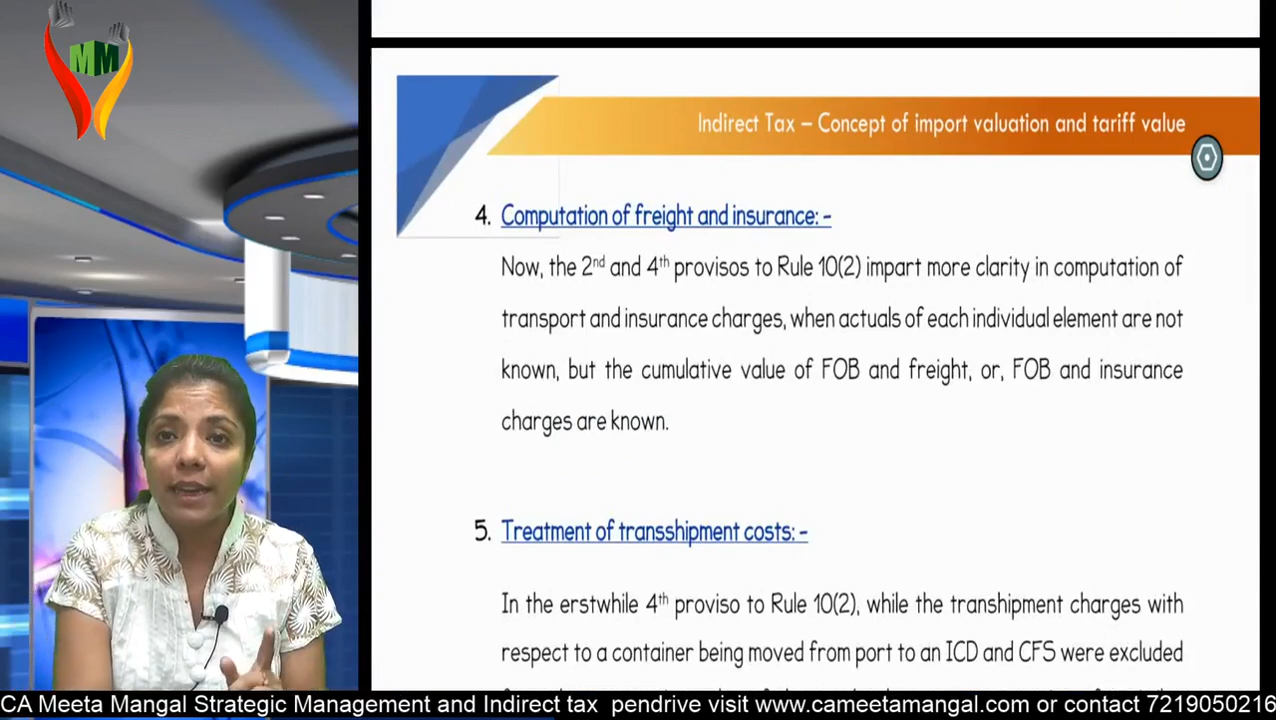 MM
Indirect Tax – Concept of import valuation and tariff value
4. Computation of freight and insurance: -
Now, the 2nd and 4th provisos to Rule 10(2) impart more clarity in computation of
transport and insurance charges, when actuals of each individual element are not
known, but the cumulative value of FOB and freight, or, FOB and insurance
charges are known.
5. Treatment of transshipment costs: -
In the erstwhile 4th proviso to Rule 10(2), while the transhipment charges with
respect to a container being moved from port to an ICD and CFS were excluded
CA Meeta Mangal Strategic Management and Indirect tax pendrive visit www.cameetamangal.com or contact 7219050216